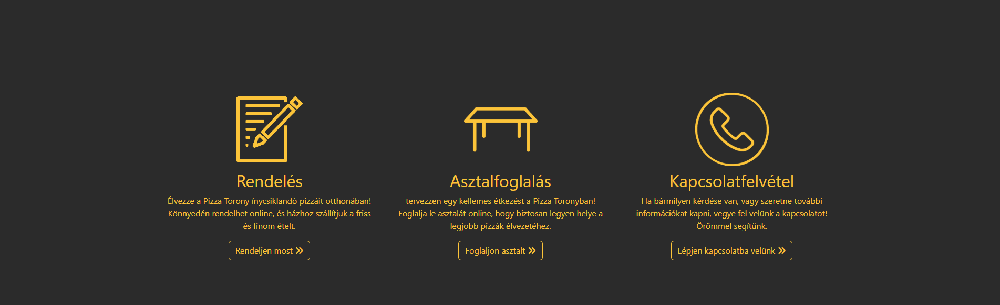 Rendelés
Élvezze a Pizza Torony ínycsiklandó pizzáit otthonában!
Könnyedén rendelhet online, és házhoz szállítjuk a friss
és finom ételt.
Rendeljen most
Asztalfoglalás
tervezzen egy kellemes étkezést a Pizza Toronyban!
Foglalja le asztalát online, hogy biztosan legyen helye a
legjobb pizzák élvezetéhez.
Foglaljon asztalt
Kapcsolatfelvétel
Ha bármilyen kérdése van, vagy szeretne további
információkat kapni, vegye fel velünk a kapcsolatot!
Örömmel segítünk.
Lépjen kapcsolatba velünk